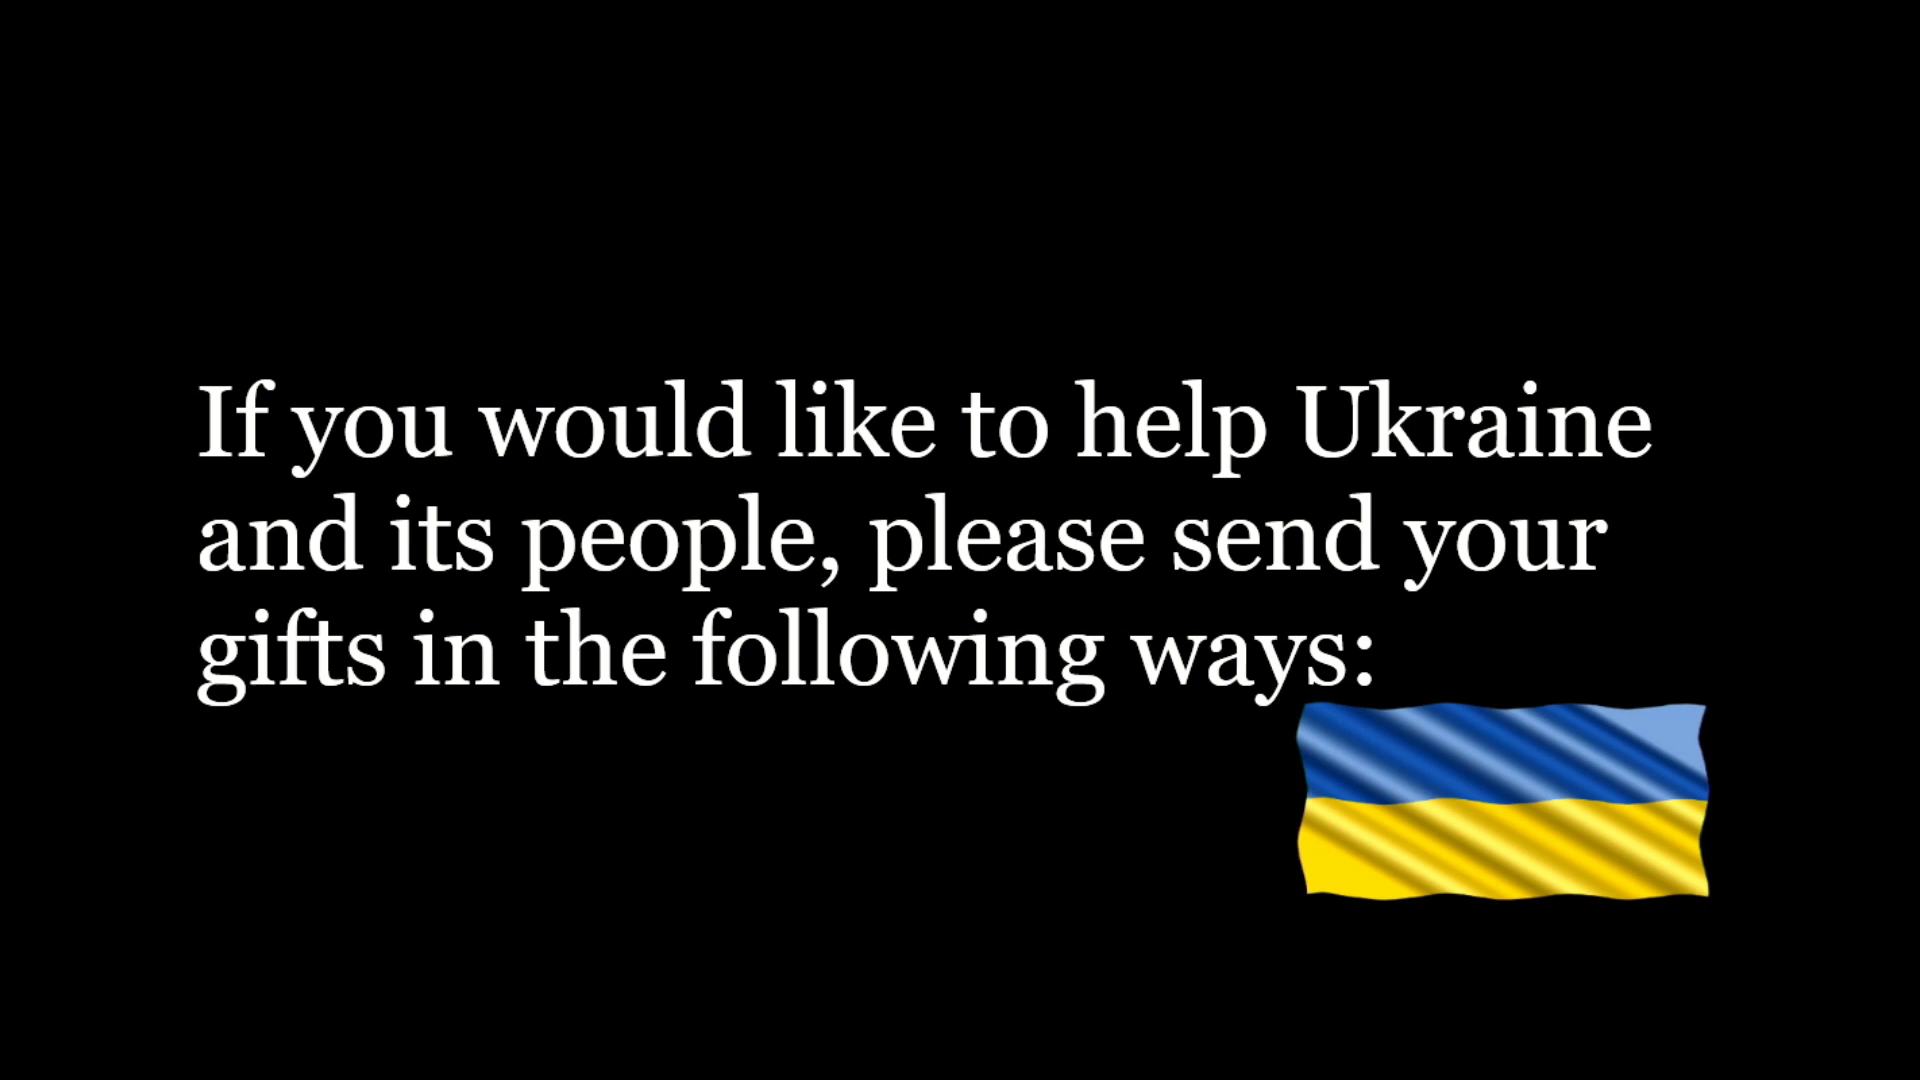 If you would like to help Ukraine
and its people, please send your
gifts in the following ways: